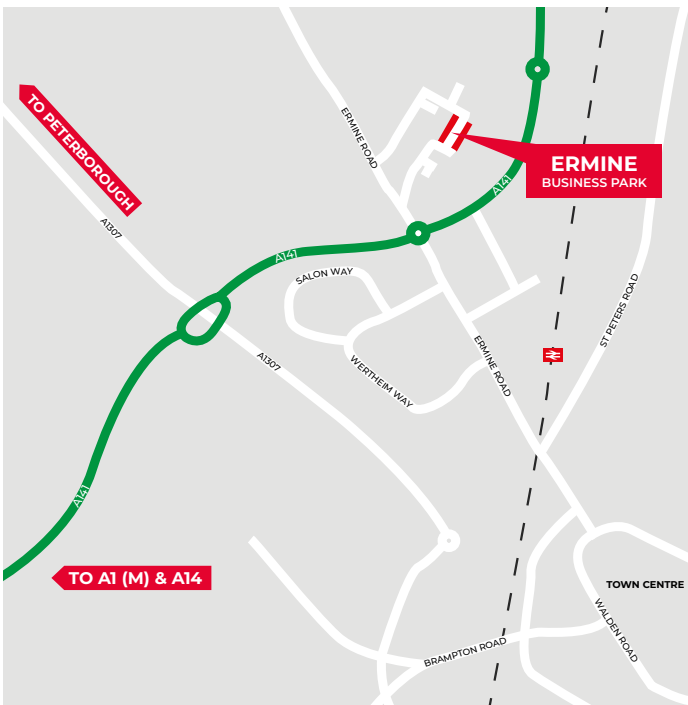 ERMINE ROAD
TO PETERBOROUGH
ERMINE
BUSINESS PARK
A141
A1307
A141
SALON WAY
ST PETERS ROAD
A1307
ERMINE ROAD
WERTHEIM WAY
A141
TO A1 (M) & A14
TOWN CENTRE
WALDEN ROAD
BRAMPTON ROAD